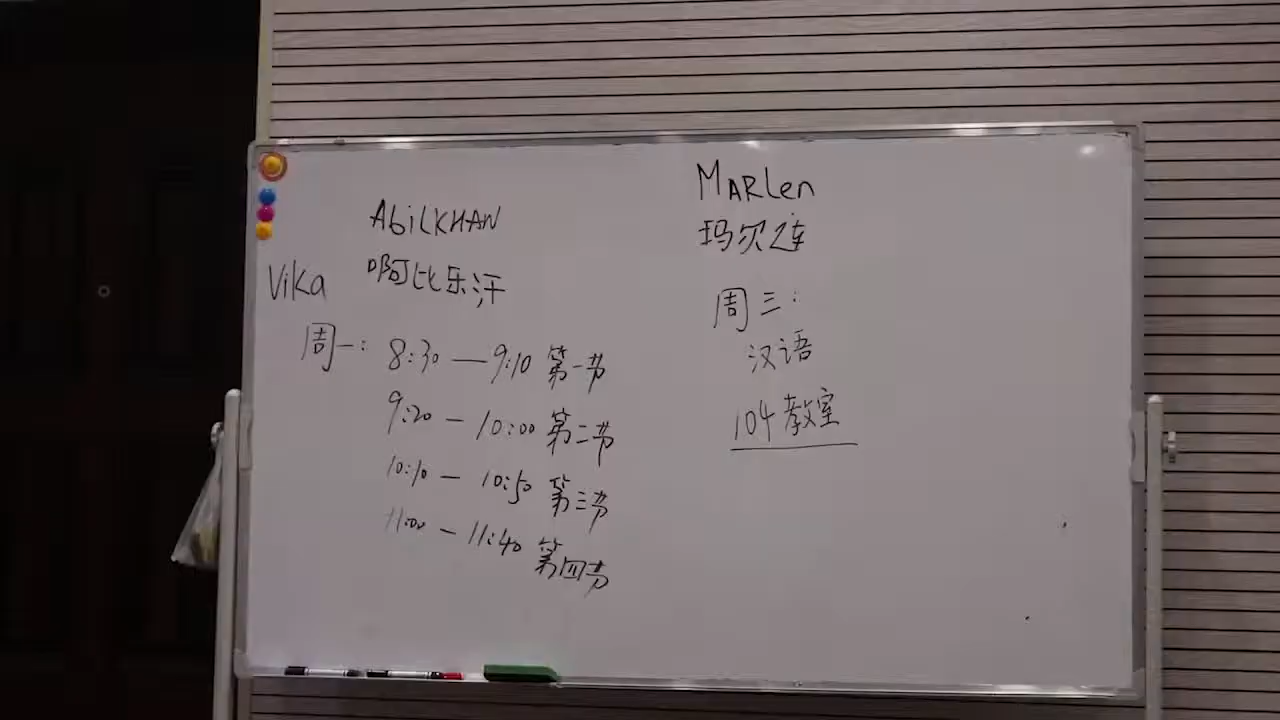 Vika
AbilKHAN
啊比乐汗
周一: 8:30 — 9:10 第一节
9:20 — 10:00 第二节
10:10 — 10:50 第三节
11:00 — 11:40 第四节
MARlen
玛尔连
周三:
汉语
104教室